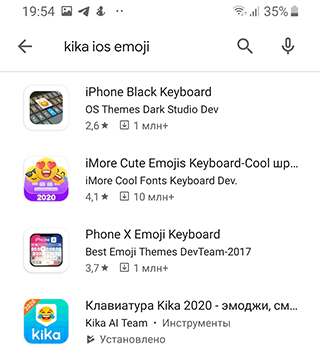 19:54 35%
kika ios emoji
iPhone Black Keyboard
OS Themes Dark Studio Dev
2,6★ 1 млн+
iMore Cute Emojis Keyboard-Cool шр...
iMore Cool Fonts Keyboard Dev.
2020
4,1★ 10 млн+
Phone X Emoji Keyboard
Best Emoji Themes DevTeam-2017
3,7★ 1 млн+
Клавиатура Kika 2020 - эмоджи, см...
kika
Kika AI Team • Инструменты
Установлено